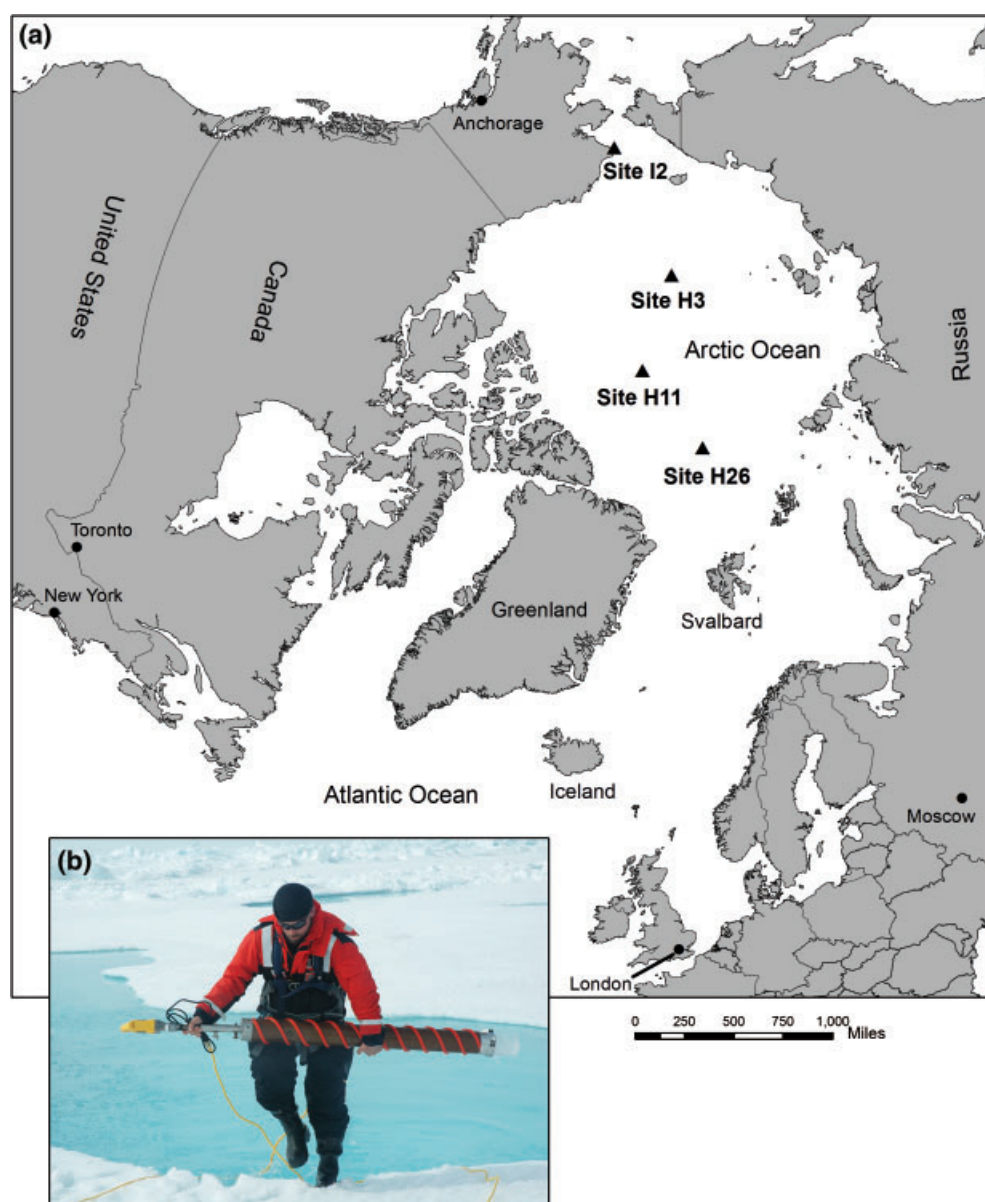 (a)
Anchorage
Site I2
United States
Canada
Site H3
Arctic Ocean
Russia
Site H11
Site H26
Toronto
New York
Greenland
Svalbard
Atlantic Ocean
Iceland
Moscow
London
0 250 500 750 1,000
Miles
(b)